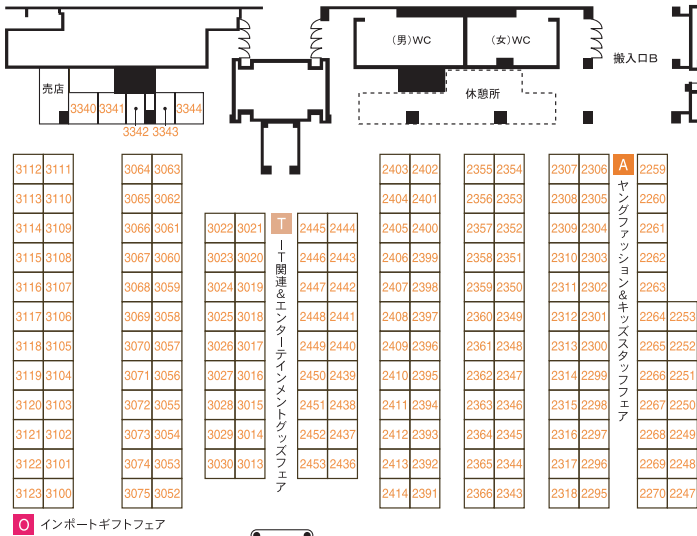 (男)WC
(女)WC
搬入口B
売店
休憩所
3340 3341 3344
3342 3343
3112 3111 3064 3063 2403 2402 2355 2354 2307 2306 A 2259
3113 3110 3065 3062 2404 2401 2356 2353 2308 2305 2260
3114 3109 3066 3061 3022 3021 T 2445 2444 2405 2400 2357 2352 2309 2304 2261
3115 3108 3067 3060 3023 3020 2446 2443 2406 2399 2358 2351 2310 2303 2262
3116 3107 3068 3059 3024 3019 2447 2442 2407 2398 2359 2350 2311 2302 2263
3117 3106 3069 3058 3025 3018 2448 2441 2408 2397 2360 2349 2312 2301 2264 2253
3118 3105 3070 3057 3026 3017 2449 2440 2409 2396 2361 2348 2313 2300 2265 2252
3119 3104 3071 3056 3027 3016 2450 2439 2410 2395 2362 2347 2314 2299 2266 2251
3120 3103 3072 3055 3028 3015 2451 2438 2411 2394 2363 2346 2315 2298 2267 2250
3121 3102 3073 3054 3029 3014 2452 2437 2412 2393 2364 2345 2316 2297 2268 2249
3122 3101 3074 3053 3030 3013 2453 2436 2413 2392 2365 2344 2317 2296 2269 2248
3123 3100 3075 3052 2414 2391 2366 2343 2318 2295 2270 2247
IT関連&エンターテインメントグッズフェア
ヤングファッション&キッズスタッフフェア
O インポートギフトフェア